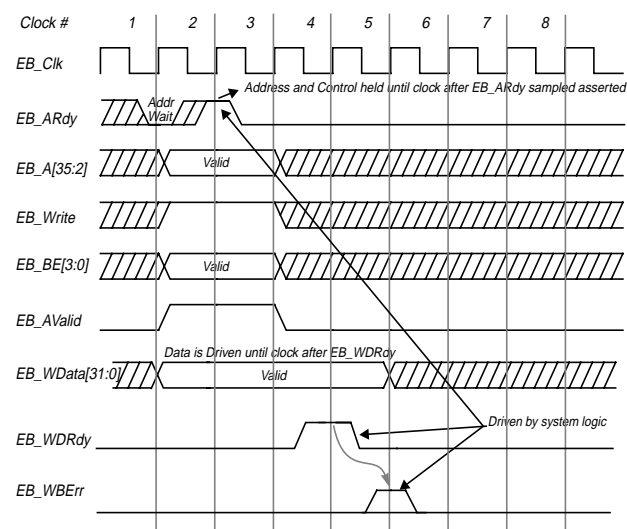 Clock # 1 2 3 4 5 6 7 8
EB_Clk
Address and Control held until clock after EB_ARdy sampled asserted
EB_ARdy
Addr
Wait
EB_A[35:2] Valid
EB_Write
EB_BE[3:0] Valid
EB_AValid
Data is Driven until clock after EB_WDRdy
EB_WData[31:0] Valid
Driven by system logic
EB_WDRdy
EB_WBErr